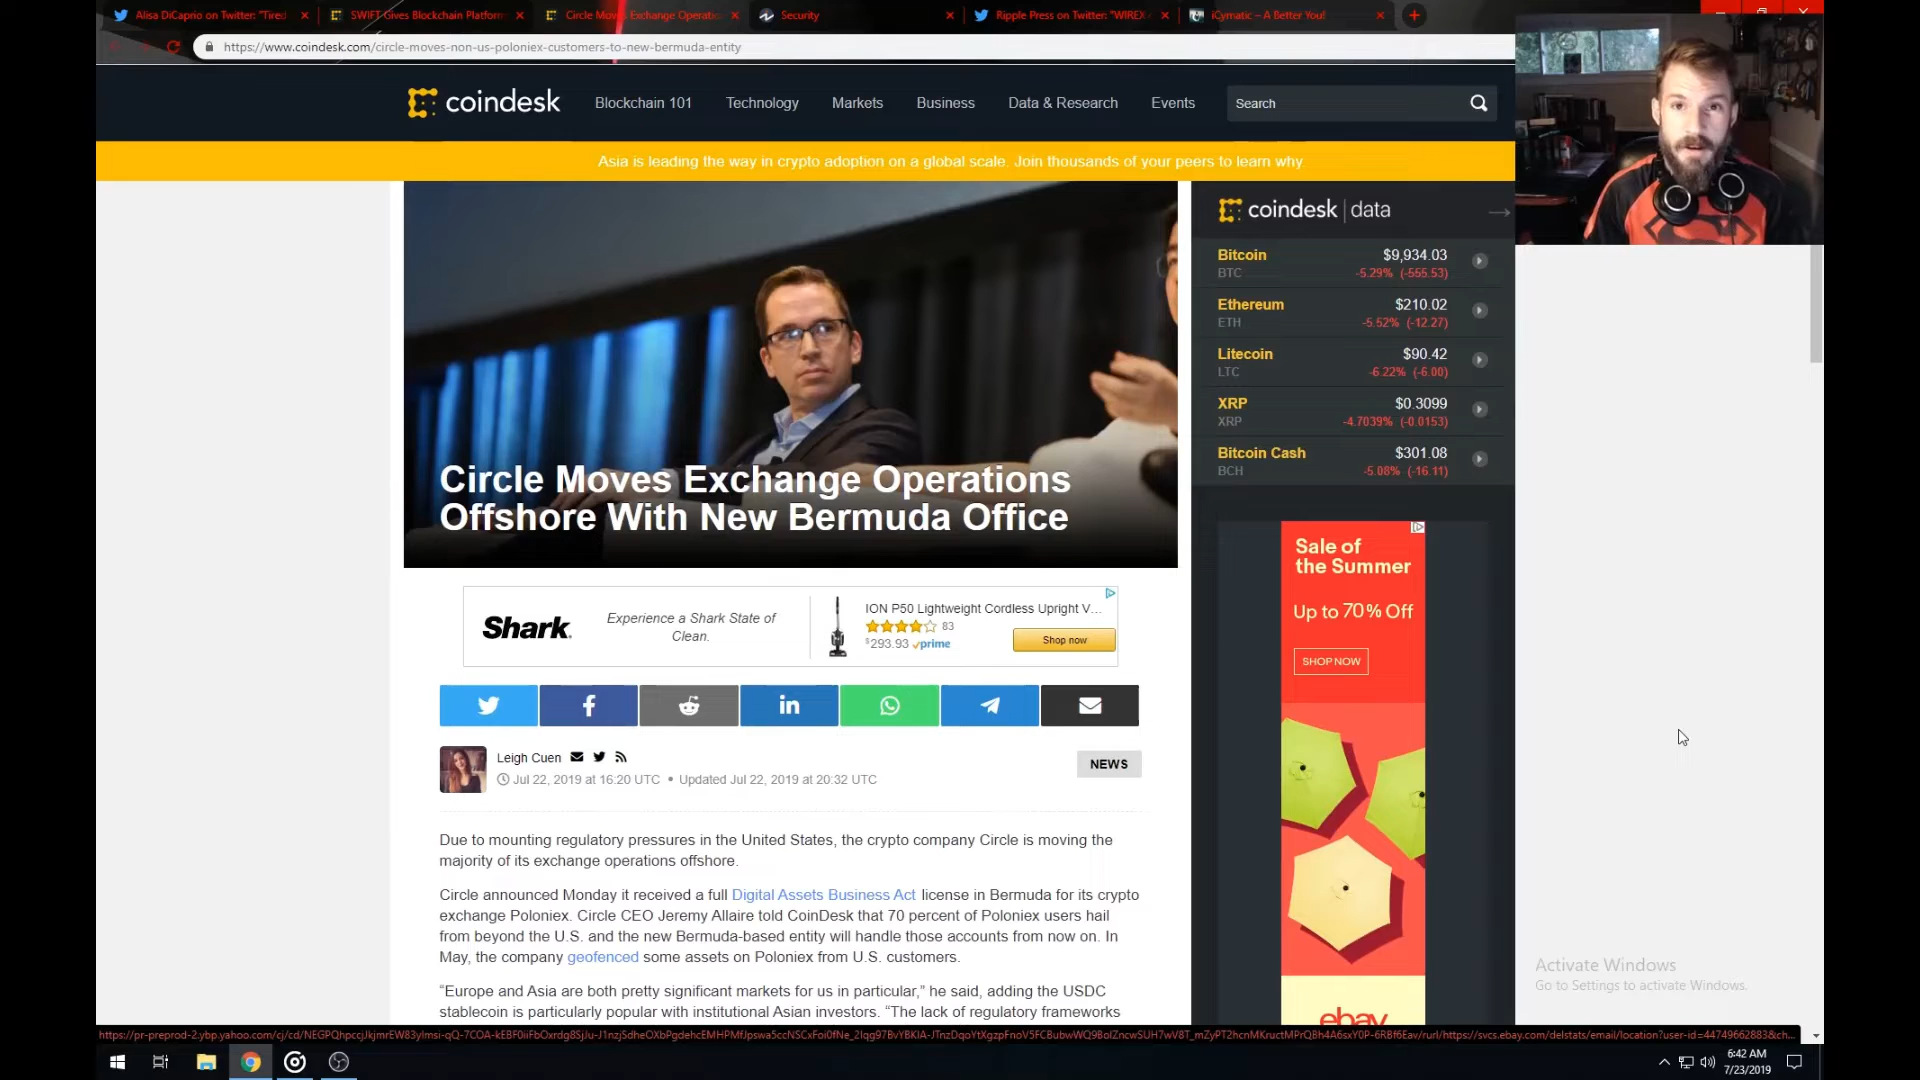 Alisa DiCaprio on Twitter: "Tired
SWIFT Gives Blockchain Platform
Circle Moves Exchange Operatio
Security
Ripple Press on Twitter: "WIREX
iCymatic – A Better You!
https://www.coindesk.com/circle-moves-non-us-poloniex-customers-to-new-bermuda-entity
coindesk
Blockchain 101
Technology
Markets
Business
Data & Research
Events
Search
Asia is leading the way in crypto adoption on a global scale. Join thousands of your peers to learn why.
coindesk | data
Bitcoin $9,934.03
BTC -5.29% (-555.53)
Ethereum $210.02
ETH -5.52% (-12.27)
Litecoin $90.42
LTC -6.22% (-6.00)
XRP $0.3099
XRP -4.7039% (-0.0153)
Bitcoin Cash $301.08
BCH -5.08% (-16.11)
Circle Moves Exchange Operations
Offshore With New Bermuda Office
Shark
Experience a Shark State of
Clean.
ION P50 Lightweight Cordless Upright V...
83
$293.93 prime
Shop now
Sale of
the Summer
Up to 70% Off
SHOP NOW
ebay
Leigh Cuen
Jul 22, 2019 at 16:20 UTC • Updated Jul 22, 2019 at 20:32 UTC
NEWS
Due to mounting regulatory pressures in the United States, the crypto company Circle is moving the
majority of its exchange operations offshore.
Circle announced Monday it received a full Digital Assets Business Act license in Bermuda for its crypto
exchange Poloniex. Circle CEO Jeremy Allaire told CoinDesk that 70 percent of Poloniex users hail
from beyond the U.S. and the new Bermuda-based entity will handle those accounts from now on. In
May, the company geofenced some assets on Poloniex from U.S. customers.
“Europe and Asia are both pretty significant markets for us in particular,” he said, adding the USDC
stablecoin is particularly popular with institutional Asian investors. “The lack of regulatory frameworks
Activate Windows
Go to Settings to activate Windows.
6:42 AM
7/23/2019